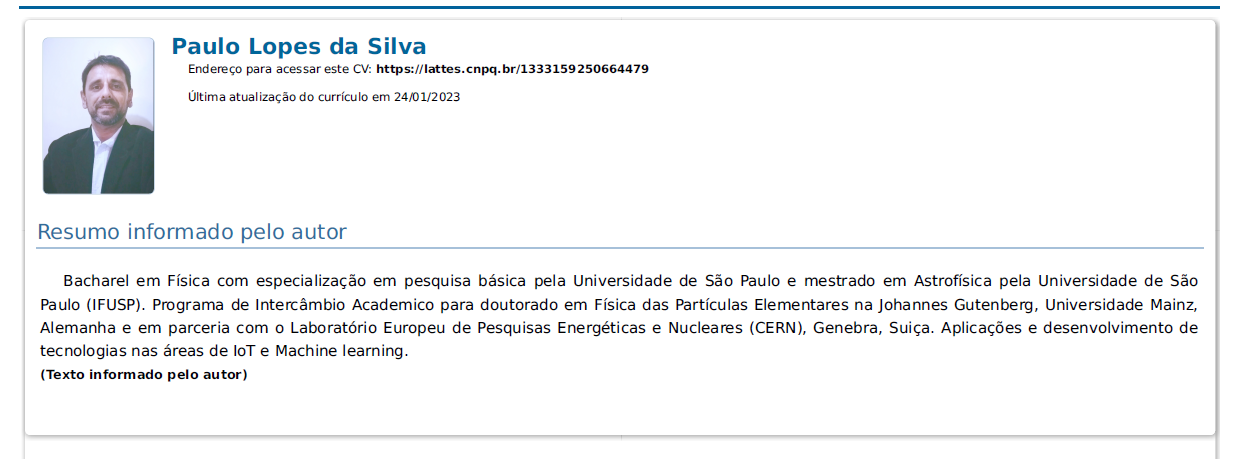 Paulo Lopes da Silva
Endereço para acessar este CV: https://lattes.cnpq.br/1333159250664479
Última atualização do currículo em 24/01/2023
Resumo informado pelo autor
Bacharel em Física com especialização em pesquisa básica pela Universidade de São Paulo e mestrado em Astrofísica pela Universidade de São
Paulo (IFUSP). Programa de Intercâmbio Academico para doutorado em Física das Partículas Elementares na Johannes Gutenberg, Universidade Mainz,
Alemanha e em parceria com o Laboratório Europeu de Pesquisas Energéticas e Nucleares (CERN), Genebra, Suiça. Aplicações e desenvolvimento de
tecnologias nas áreas de IoT e Machine learning.
(Texto informado pelo autor)